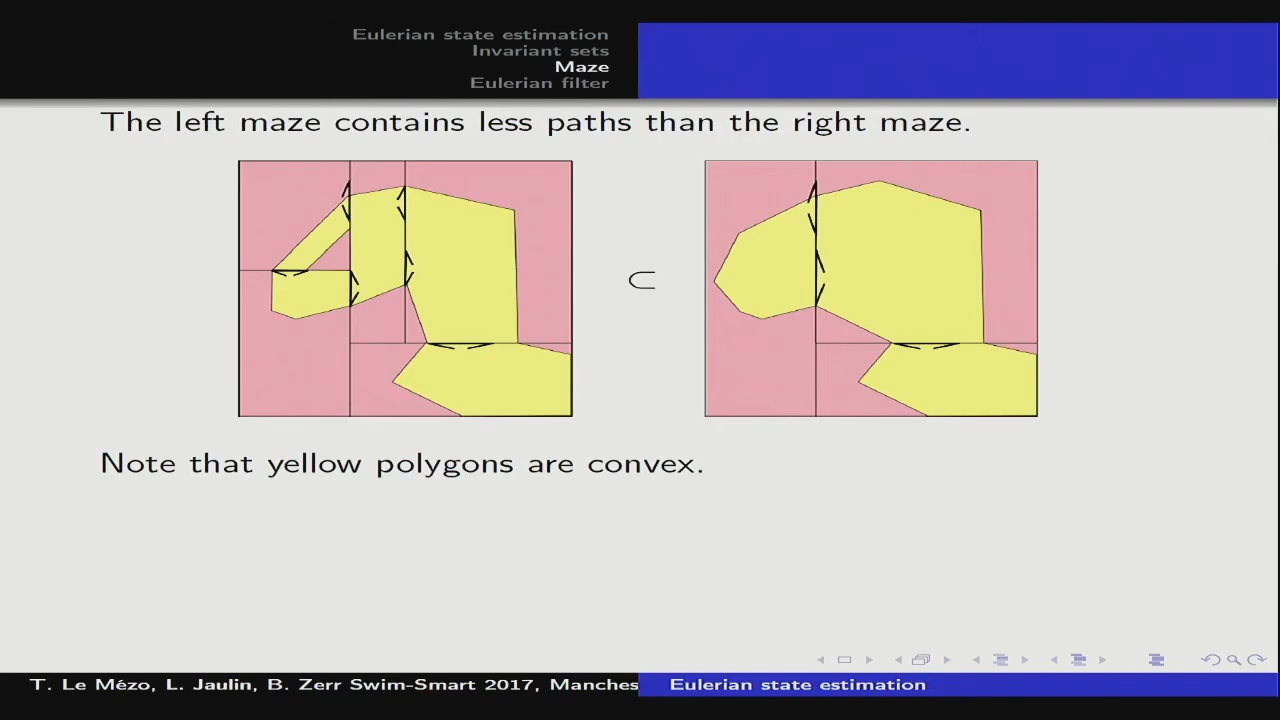 Eulerian state estimation
Invariant sets
Maze
Eulerian filter
The left maze contains less paths than the right maze.
⊂
Note that yellow polygons are convex.
T. Le Mézo, L. Jaulin, B. Zerr Swim-Smart 2017, Manches
Eulerian state estimation